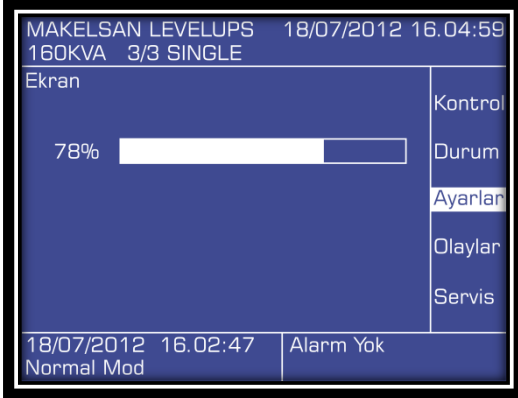 MAKELSAN LEVELUPS 18/07/2012 16.04:59
160KVA 3/3 SINGLE
Ekran
Kontrol
78%
Durum
Ayarlar
Olaylar
Servis
18/07/2012 16.02:47 Alarm Yok
Normal Mod